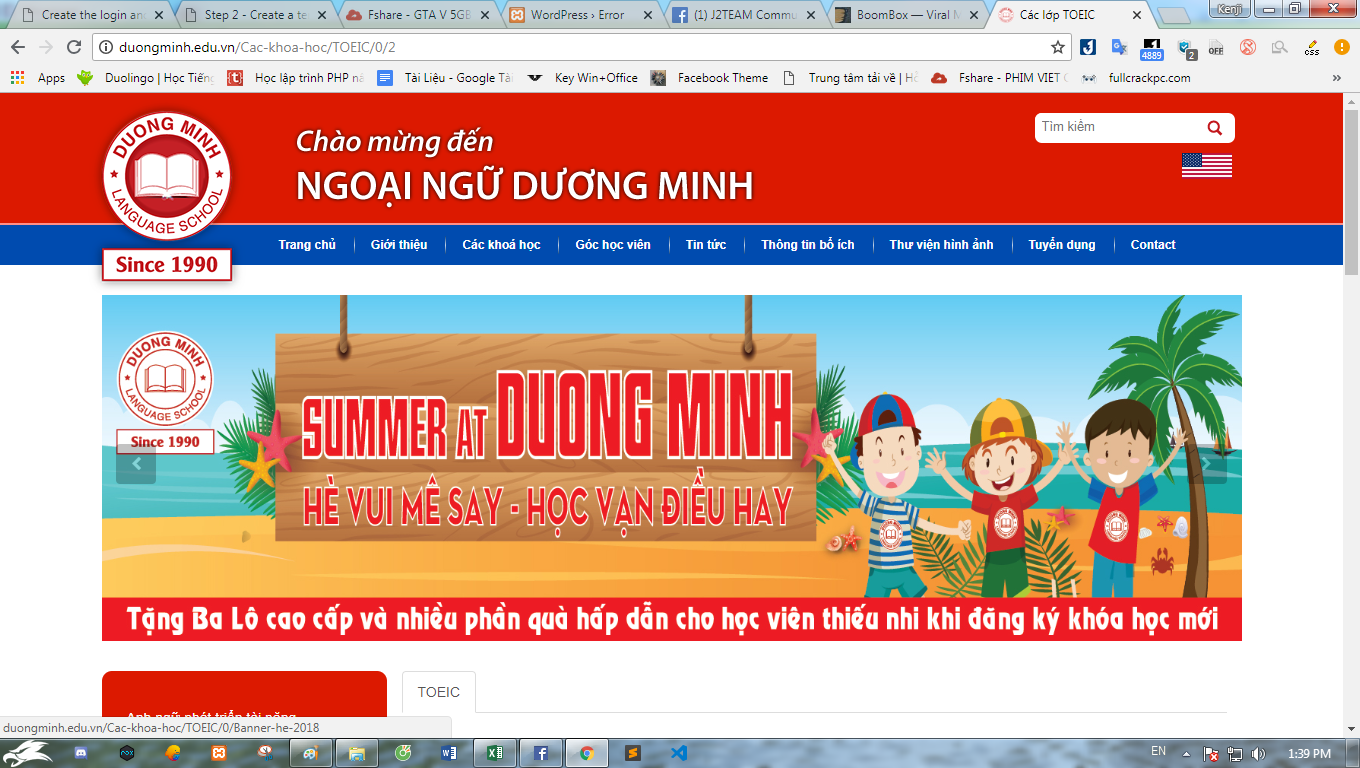 Create the login an
Step 2 - Create a te
Fshare - GTA V 5GB
WordPress › Error
(1) J2TEAM Commu
BoomBox — Viral M
Các lớp TOEIC
Kenji
duongminh.edu.vn/Cac-khoa-hoc/TOEIC/0/2
4889
2
OFF
CSS
Apps
Duolingo | Học Tiếng
Học lập trình PHP nâ
Tài Liệu - Google Tài
Key Win+Office
Facebook Theme
Trung tâm tải về | Hỗ
Fshare - PHIM VIET
fullcrackpc.com
»
DUONG MINH
LANGUAGE SCHOOL
Since 1990
Chào mừng đến
NGOẠI NGỮ DƯƠNG MINH
Tìm kiếm
Trang chủ
Giới thiệu
Các khoá học
Góc học viên
Tin tức
Thông tin bổ ích
Thư viện hình ảnh
Tuyển dụng
Contact
DUONG MINH
LANGUAGE SCHOOL
Since 1990
SUMMER AT DUONG MINH
HÈ VUI MÊ SAY - HỌC VẠN ĐIỀU HAY
Tặng Ba Lô cao cấp và nhiều phần quà hấp dẫn cho học viên thiếu nhi khi đăng ký khóa học mới
TOEIC
Anh ngữ phát triển tài năng
duongminh.edu.vn/Cac-khoa-hoc/TOEIC/0/Banner-he-2018
EN
1:39 PM